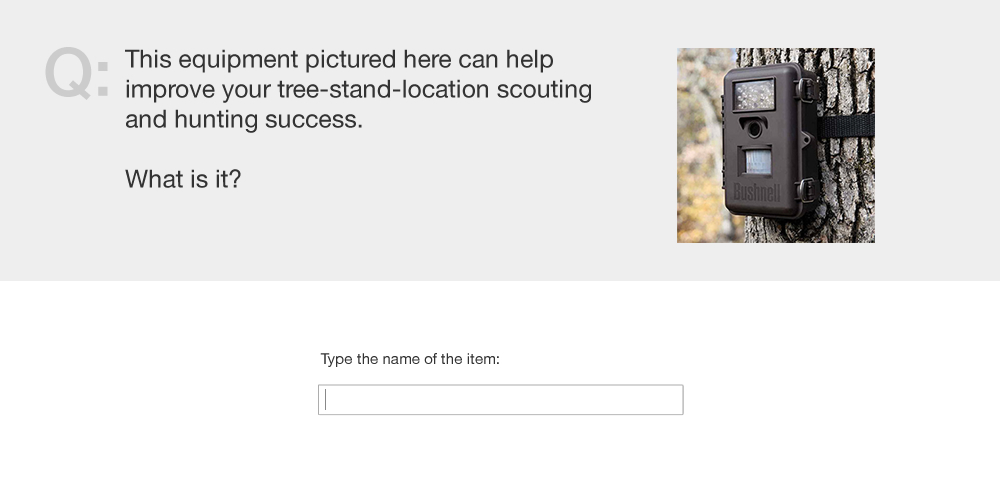 Q: This equipment pictured here can help
improve your tree-stand-location scouting
and hunting success.
What is it?
Bushnell
Type the name of the item: